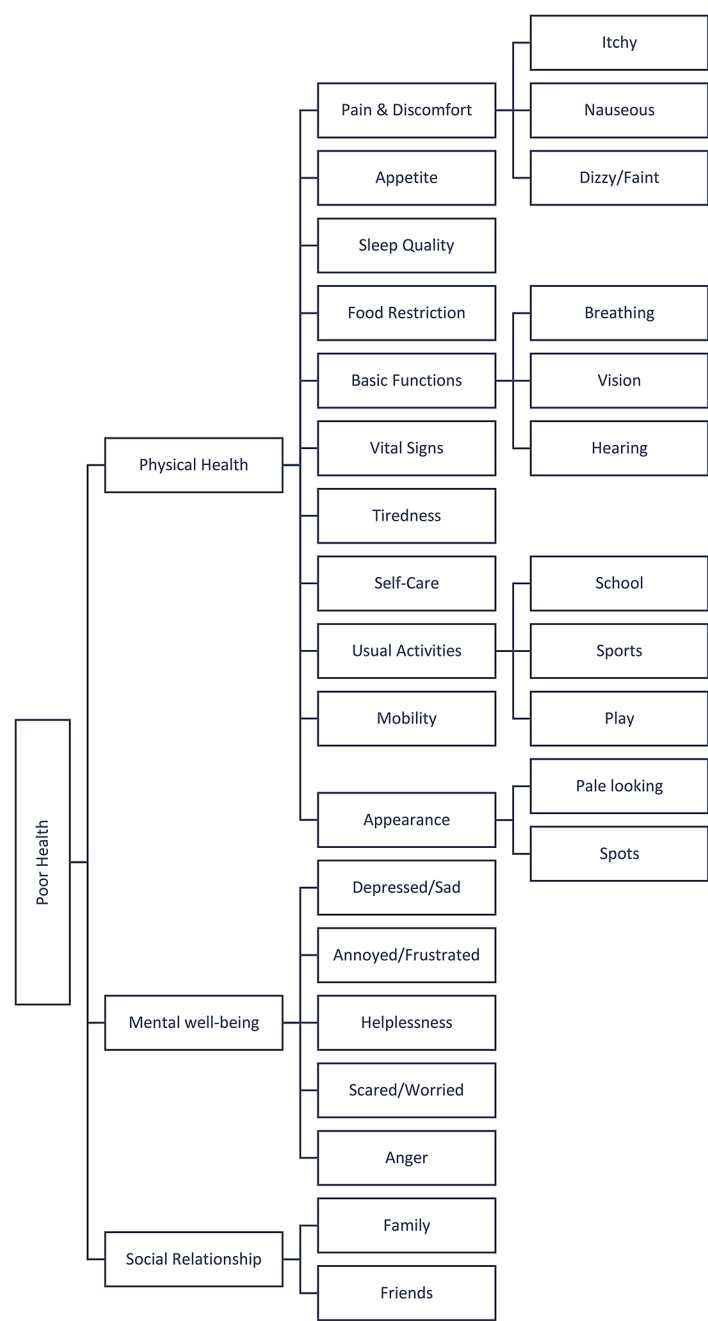 Poor Health
Physical Health
Pain & Discomfort
Itchy
Nauseous
Dizzy/Faint
Appetite
Sleep Quality
Food Restriction
Basic Functions
Breathing
Vision
Hearing
Vital Signs
Tiredness
Self-Care
Usual Activities
School
Sports
Play
Mobility
Appearance
Pale looking
Spots
Mental well-being
Depressed/Sad
Annoyed/Frustrated
Helplessness
Scared/Worried
Anger
Social Relationship
Family
Friends